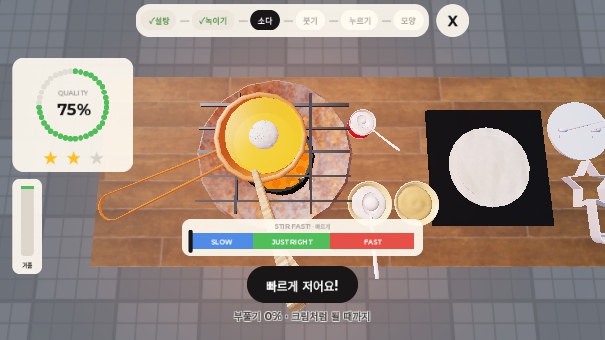 ✓설탕 — ✓녹이기 — 소다 — 붓기 — 누르기 — 모양 X
QUALITY
75%
STIR FAST! · 빠르게
SLOW JUST RIGHT FAST
거품
빠르게 저어요!
부풀기 0% · 크림처럼 될 때까지